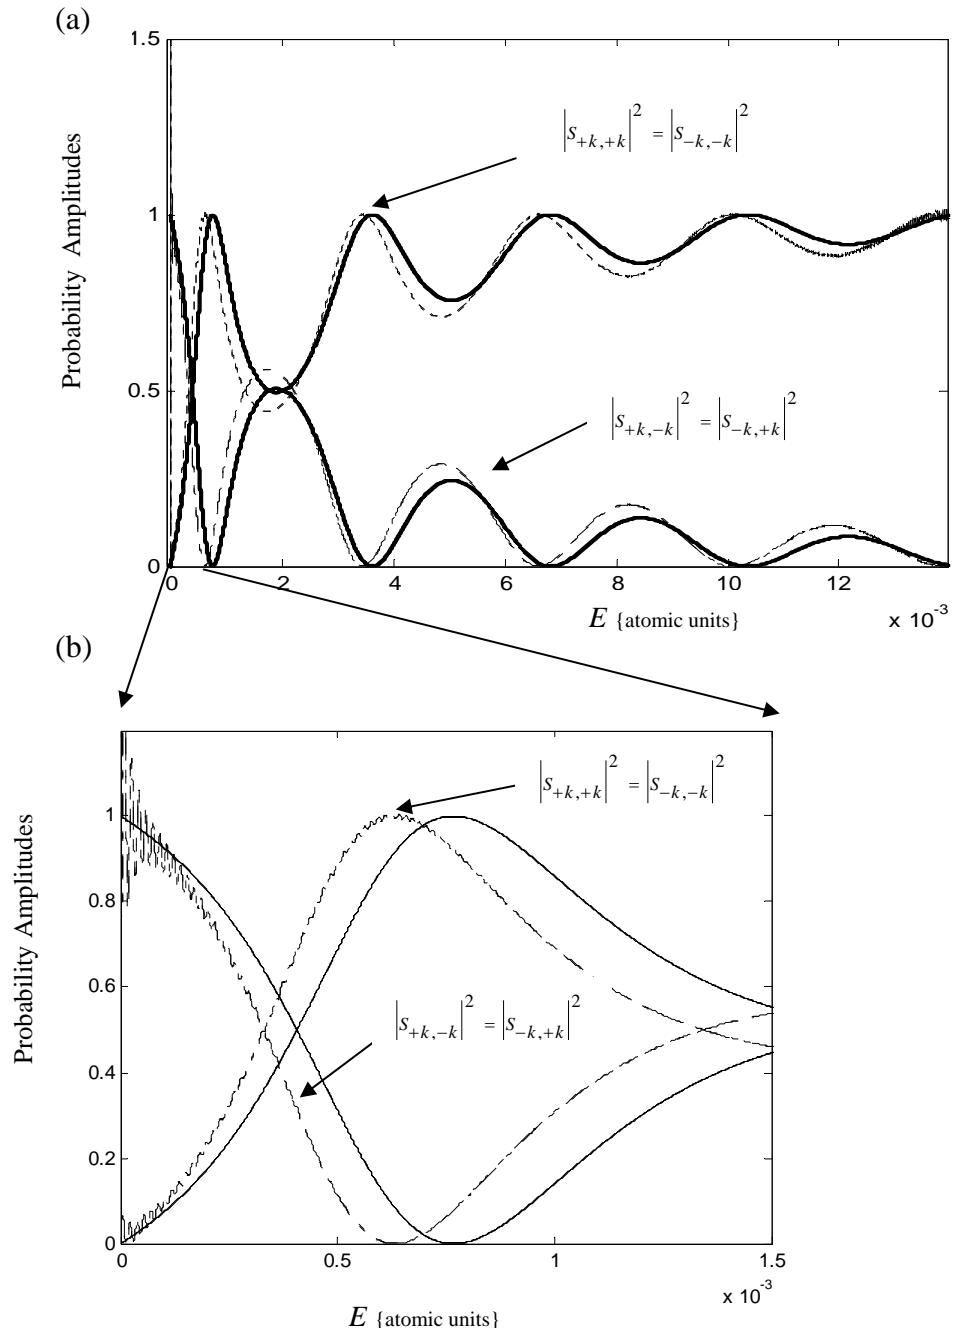 (a)
1.5
|S+k,+k|² = |S−k,−k|²
Probability Amplitudes
1
0.5
|S+k,−k|² = |S−k,+k|²
0
0 2 4 6 8 10 12
E {atomic units}
x 10⁻³
(b)
|S+k,+k|² = |S−k,−k|²
Probability Amplitudes
1
0.8
0.6
|S+k,−k|² = |S−k,+k|²
0.4
0.2
0
0 0.5 1 1.5
x 10⁻³
E {atomic units}